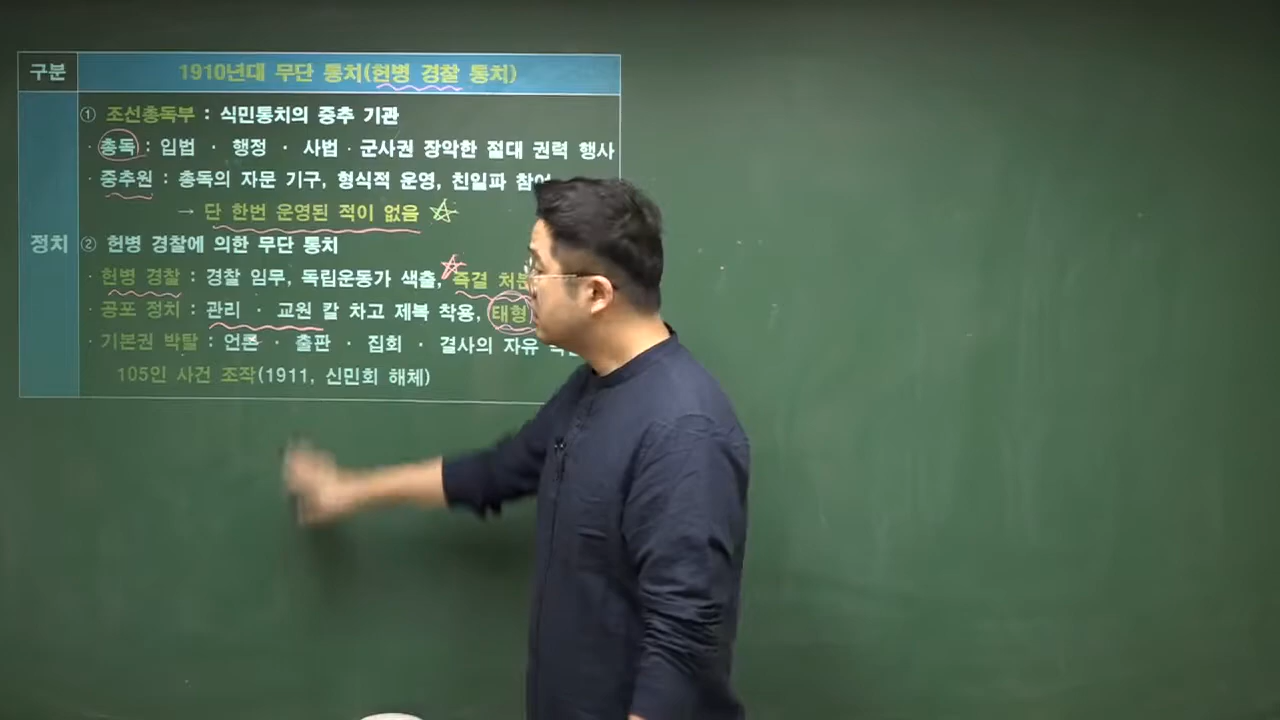 구분
1910년대 무단 통치(헌병 경찰 통치)
정치
① 조선총독부 : 식민통치의 중추 기관
· 총독 : 입법 · 행정 · 사법 · 군사권 장악한 절대 권력 행사
· 중추원 : 총독의 자문 기구, 형식적 운영, 친일파 참여
→ 단 한번 운영된 적이 없음
② 헌병 경찰에 의한 무단 통치
· 헌병 경찰 : 경찰 임무, 독립운동가 색출, 즉결 처분
· 공포 정치 : 관리 · 교원 칼 차고 제복 착용, 태형
· 기본권 박탈 : 언론 · 출판 · 집회 · 결사의 자유
105인 사건 조작(1911, 신민회 해체)